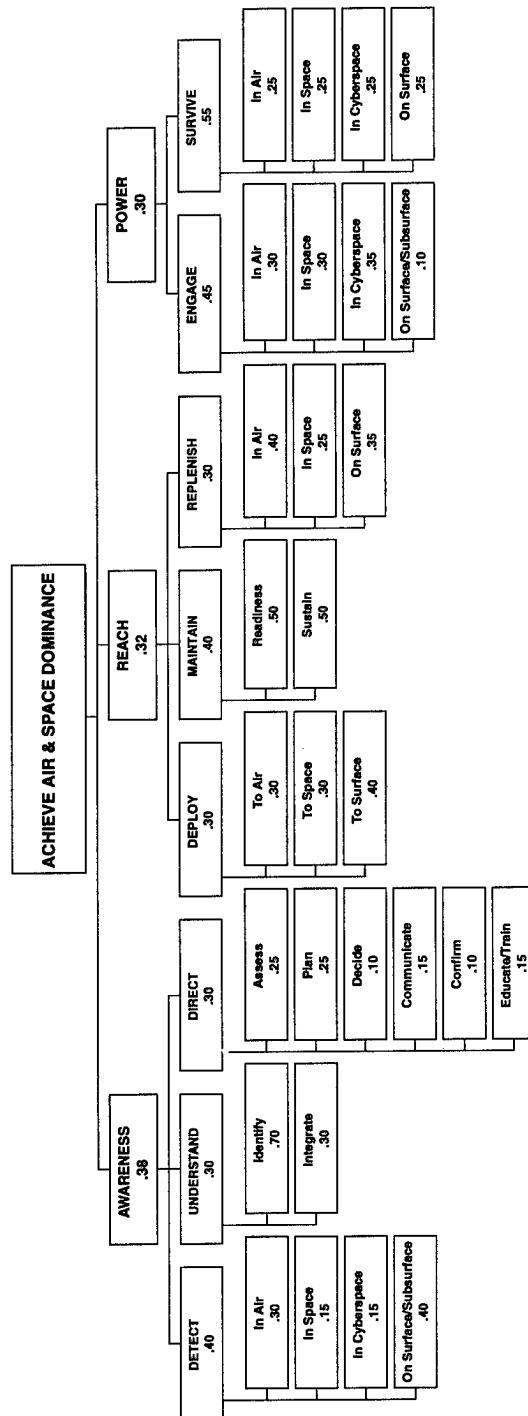 ACHIEVE AIR & SPACE DOMINANCE
AWARENESS
.38
REACH
.32
POWER
.30
DETECT
.40
UNDERSTAND
.30
DIRECT
.30
DEPLOY
.30
MAINTAIN
.40
REPLENISH
.30
ENGAGE
.45
SURVIVE
.55
In Air
.30
In Space
.15
In Cyberspace
.15
On Surface/Subsurface
.40
Identify
.70
Integrate
.30
Assess
.25
Plan
.25
Decide
.10
Communicate
.15
Confirm
.10
Educate/Train
.15
To Air
.30
To Space
.30
To Surface
.40
Readiness
.50
Sustain
.50
In Air
.40
In Space
.25
On Surface
.35
In Air
.30
In Space
.30
In Cyberspace
.35
On Surface/Subsurface
.10
In Air
.25
In Space
.25
In Cyberspace
.25
On Surface
.25